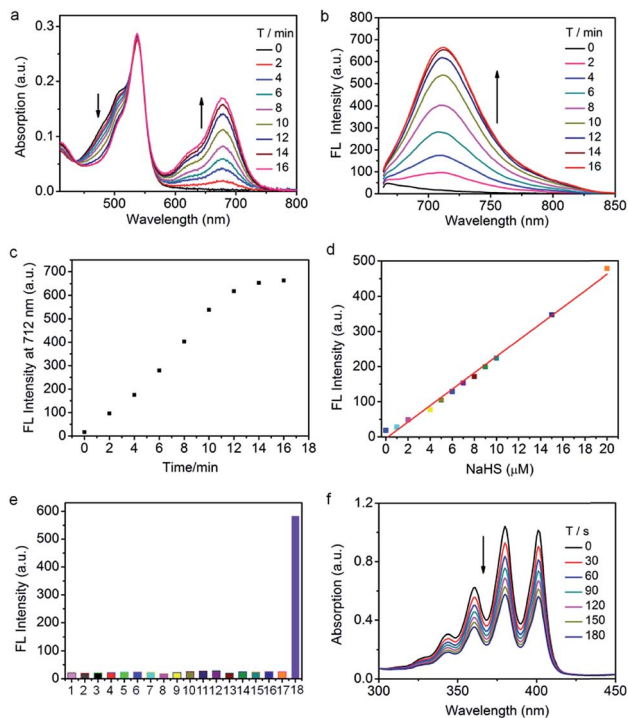 a
T / min
0
2
4
6
8
10
12
14
16
0.3
0.2
0.1
0.0
Absorption (a.u.)
500 600 700 800
Wavelength (nm)
b
T / min
0
2
4
6
8
10
12
14
16
800
700
600
500
400
300
200
100
0
FL Intensity (a.u.)
700 750 800 850
Wavelength (nm)
c
700
600
500
400
300
200
100
0
FL Intensity at 712 nm (a.u.)
0 2 4 6 8 10 12 14 16 18
Time/min
d
500
400
300
200
100
0
FL Intensity (a.u.)
0 5 10 15 20
NaHS (μM)
e
600
500
400
300
200
100
0
FL Intensity (a.u.)
1 2 3 4 5 6 7 8 9 10 11 12 13 14 15 16 17 18
f
T / s
0
30
60
90
120
150
180
1.2
0.8
0.4
0.0
Absorption (a.u.)
300 350 400 450
Wavelength (nm)